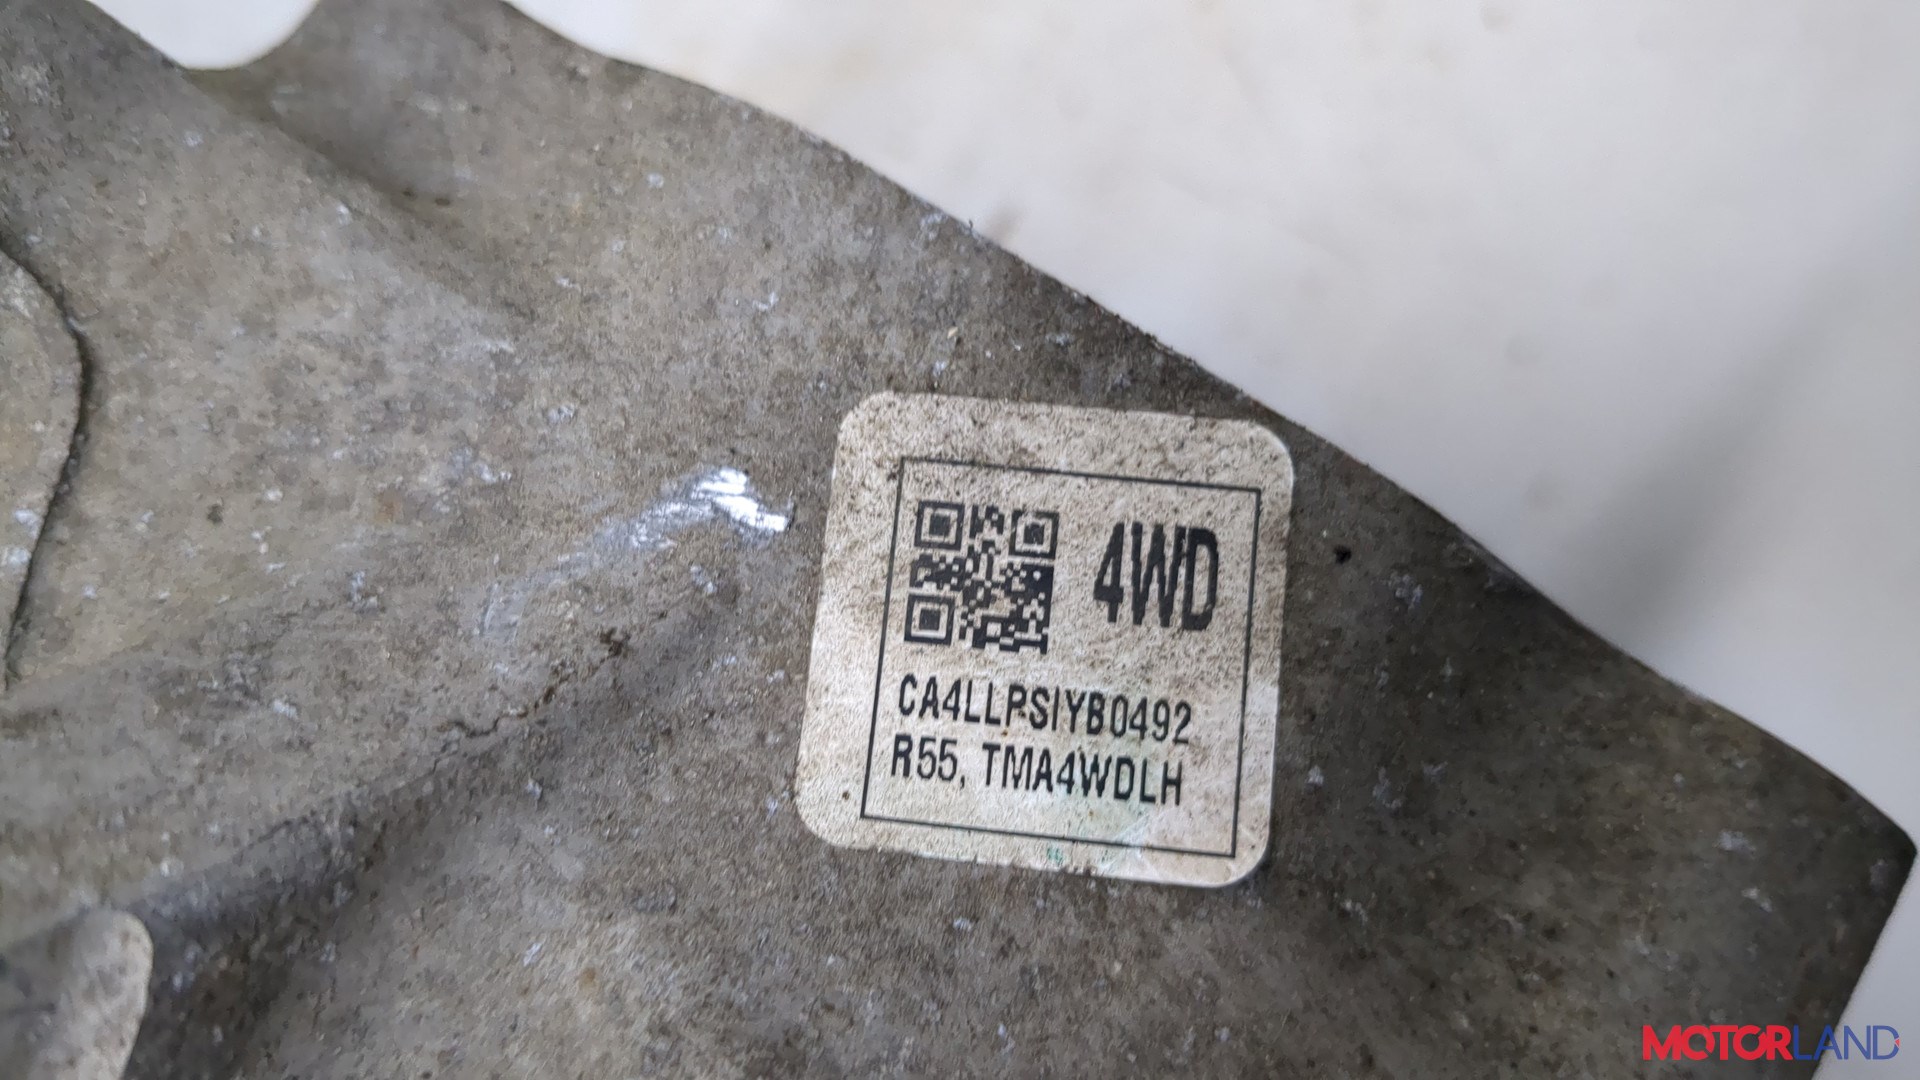 4WD
CA4LLPSIYB0492
R55, TMA4WDLH
MOTORLAND